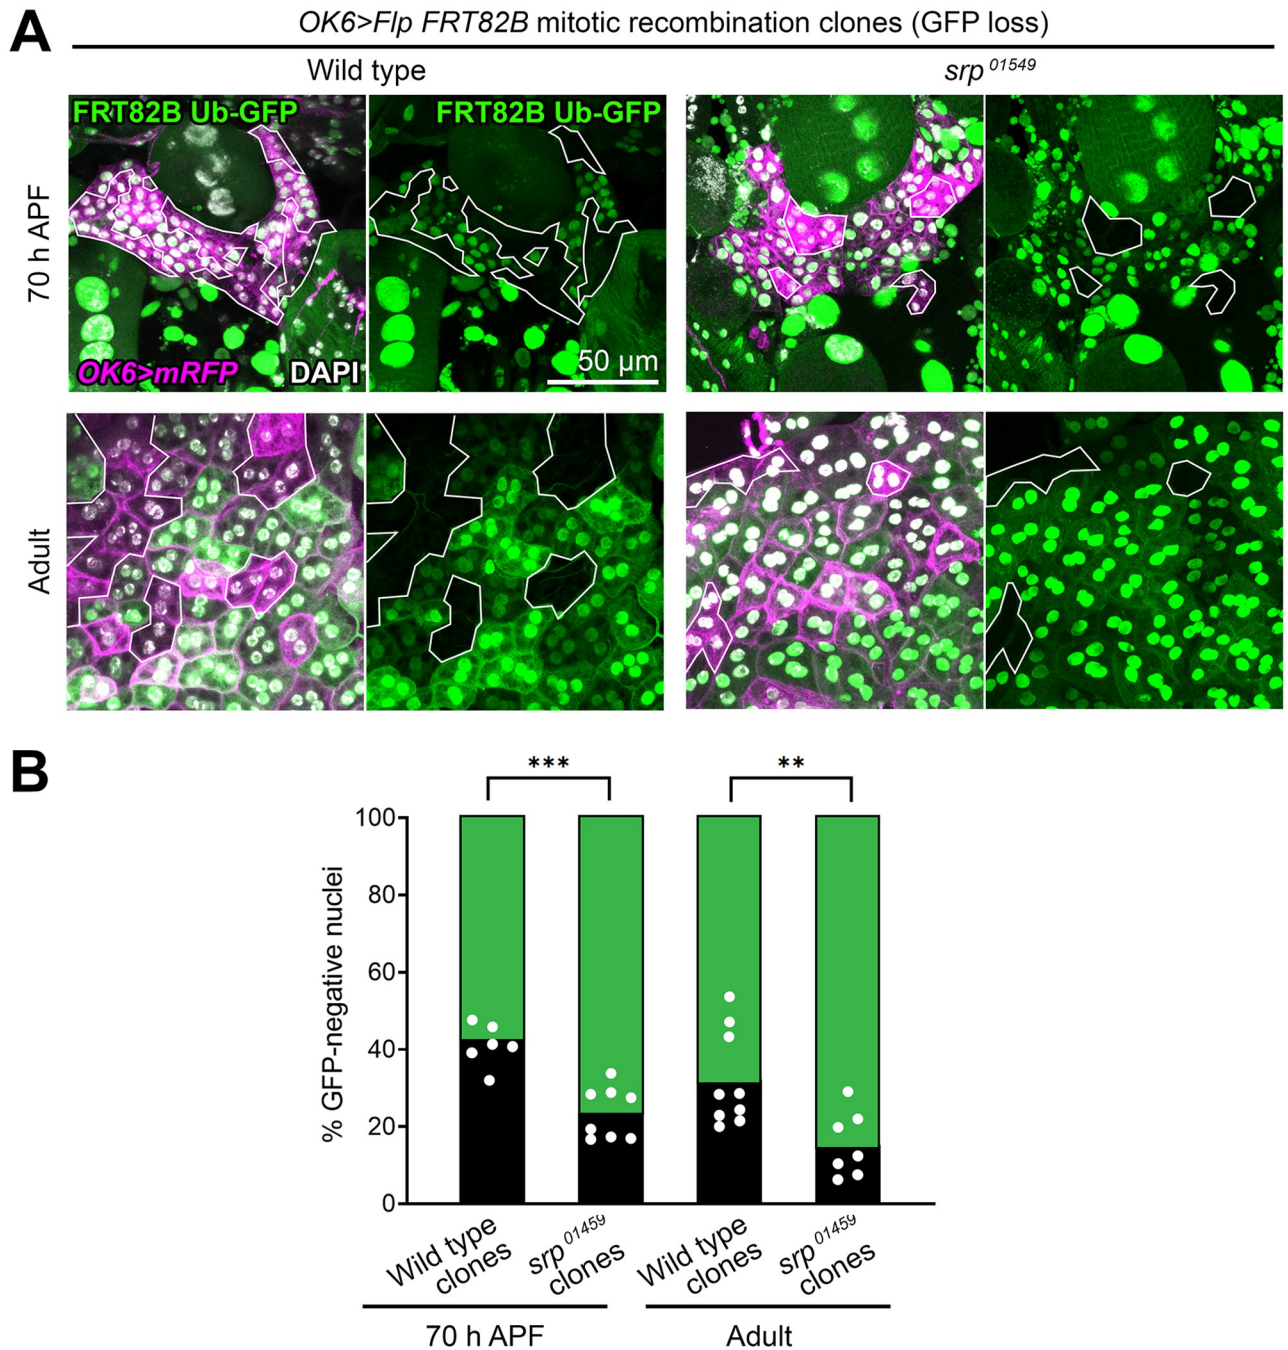 A
OK6>Flp FRT82B mitotic recombination clones (GFP loss)
Wild type
srp 01549
70 h APF
FRT82B Ub-GFP
FRT82B Ub-GFP
OK6>mRFP
DAPI
50 µm
Adult
B
***
**
% GFP-negative nuclei
100
80
60
40
20
0
Wild type
clones
srp 01459
clones
Wild type
clones
srp 01459
clones
70 h APF
Adult